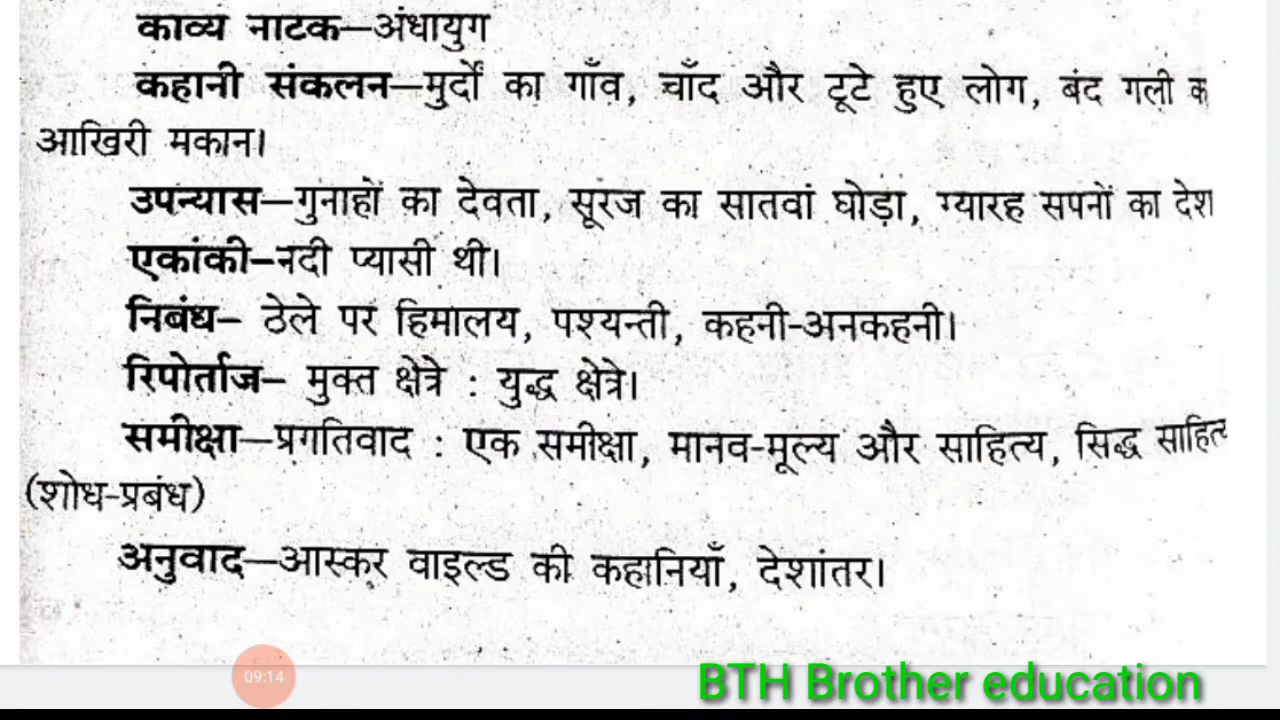 काव्य नाटक–अंधायुग
कहानी संकलन–मुर्दों का गाँव, चाँद और टूटे हुए लोग, बंद गली
आखिरी मकान।
उपन्यास–गुनाहों का देवता, सूरज का सातवां घोड़ा, ग्यारह सपनों का देश
एकांकी–नदी प्यासी थी।
निबंध– ठेले पर हिमालय, पश्यन्ती, कहनी-अनकहनी।
रिपोर्ताज– मुक्त क्षेत्रे : युद्ध क्षेत्रे।
समीक्षा–प्रगतिवाद : एक समीक्षा, मानव-मूल्य और साहित्य, सिद्ध
(शोध-प्रबंध)
अनुवाद–आस्कर वाइल्ड की कहानियाँ, देशांतर।
09:14
BTH Brother education